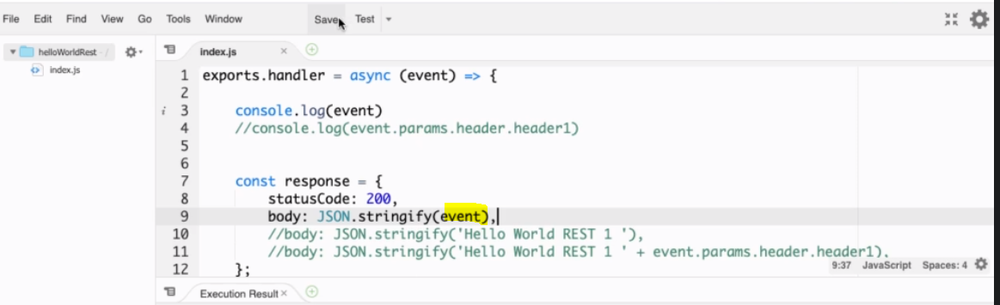 File Edit Find View Go Tools Window Save Test
helloWorldRest /
index.js
index.js ×
1 exports.handler = async (event) => {
2
i 3 console.log(event)
4 //console.log(event.params.header.header1)
5
6
7 const response = {
8 statusCode: 200,
9 body: JSON.stringify(event),
10 //body: JSON.stringify('Hello World REST 1 '),
11 //body: JSON.stringify('Hello World REST 1 ' + event.params.header.header1),
12 };
9:37 JavaScript Spaces: 4
Execution Result ×